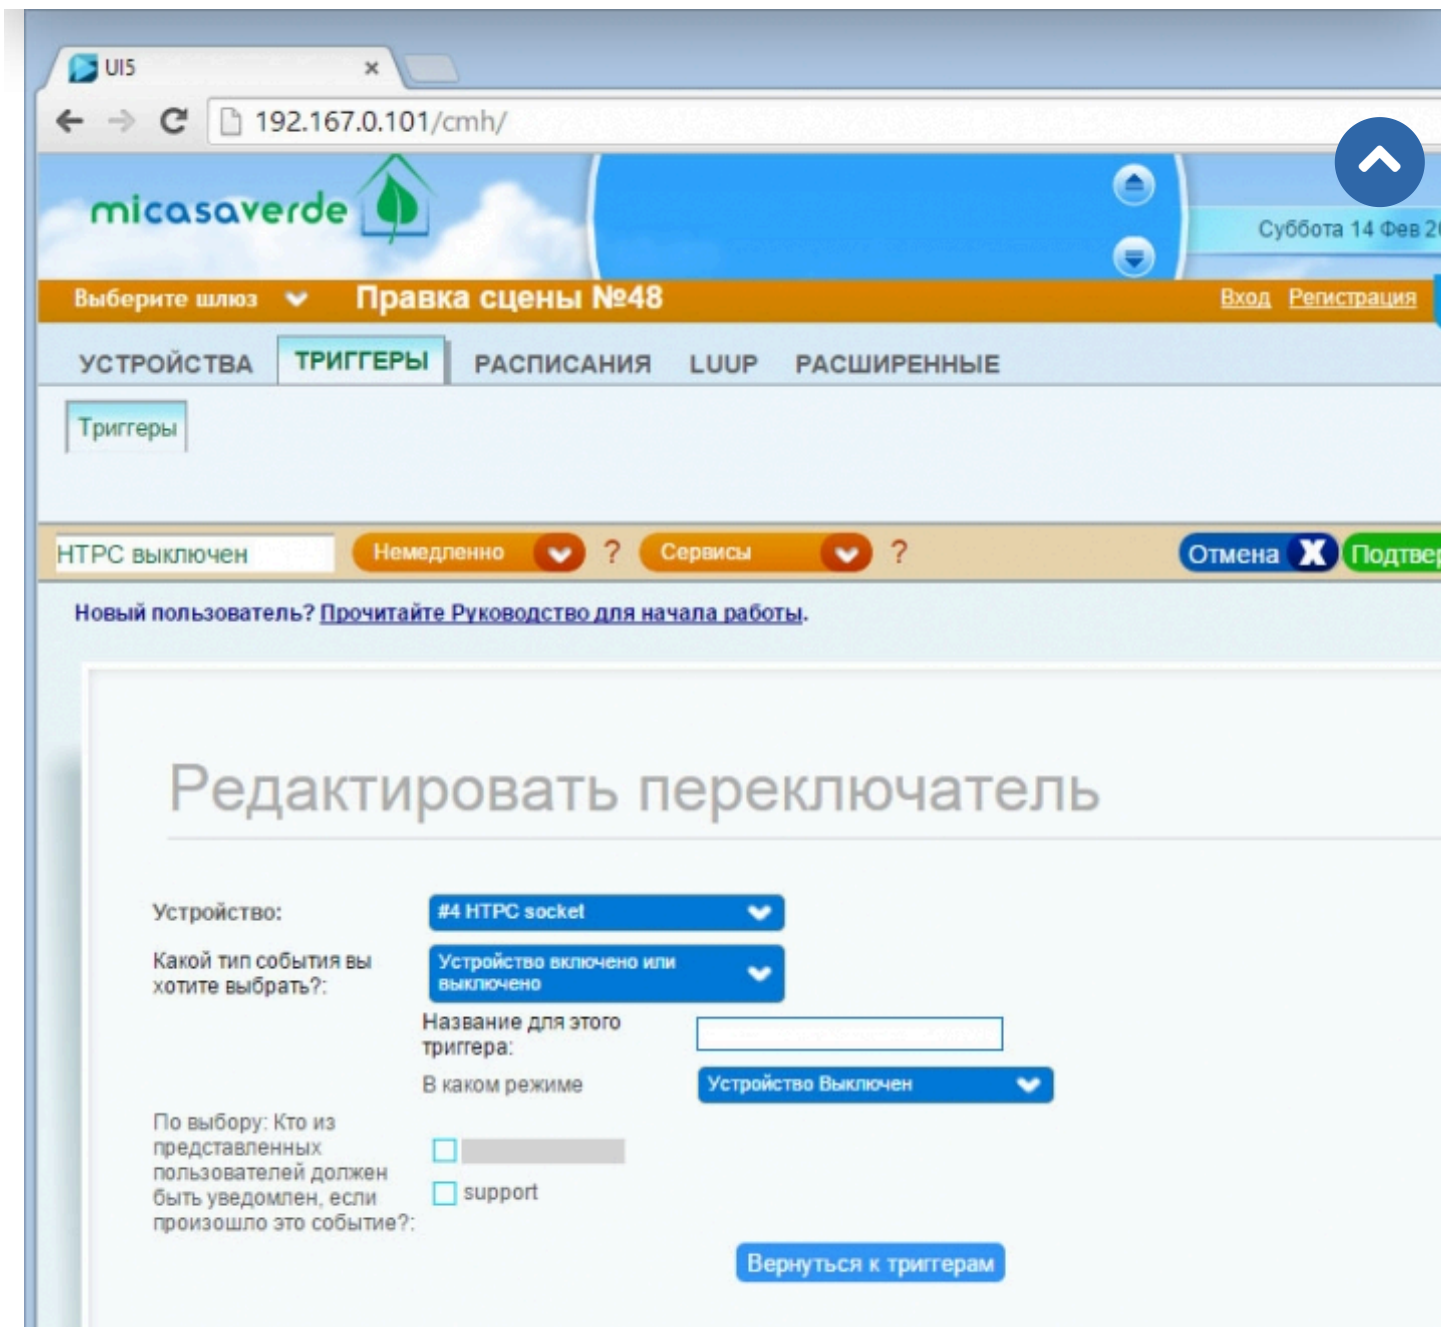 UI5
192.167.0.101/cmh/
micasaverde
Суббота 14 Фев
Выберите шлюз Правка сцены №48 Вход Регистрация
УСТРОЙСТВА ТРИГГЕРЫ РАСПИСАНИЯ LUUP РАСШИРЕННЫЕ
Триггеры
HTPC выключен Немедленно ? Сервисы ? Отмена X Подтвер
Новый пользователь? Прочитайте Руководство для начала работы.
Редактировать переключатель
Устройство: #4 HTPC socket
Какой тип события вы
хотите выбрать?:
Устройство включено или
выключено
Название для этого
триггера:
В каком режиме Устройство Выключен
По выбору: Кто из
представленных
пользователей должен
быть уведомлен, если
произошло это событие?:
support
Вернуться к триггерам